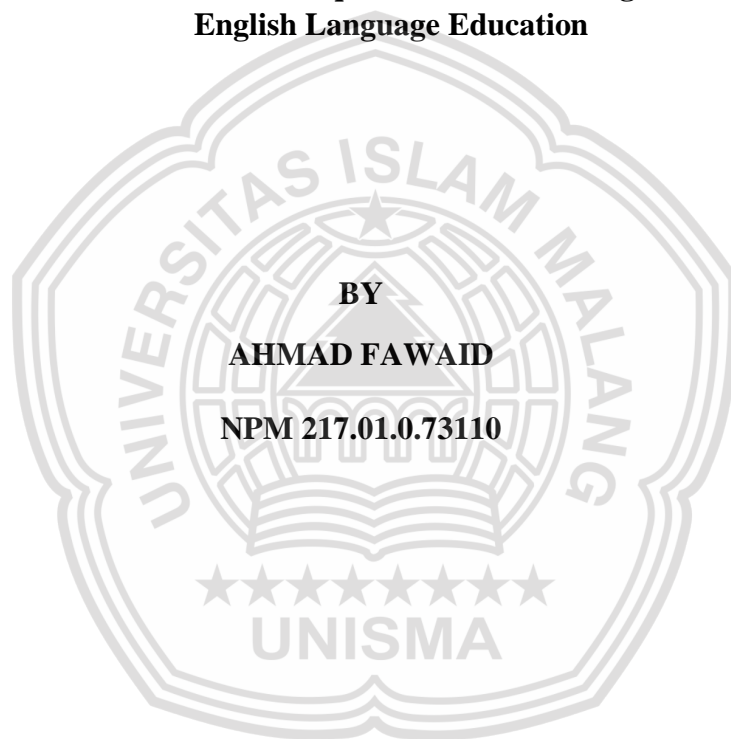 English Language Education
UNIVERSITAS ISLAM MALANG
BY
AHMAD FAWAID
NPM 217.01.0.73110
UNISMA